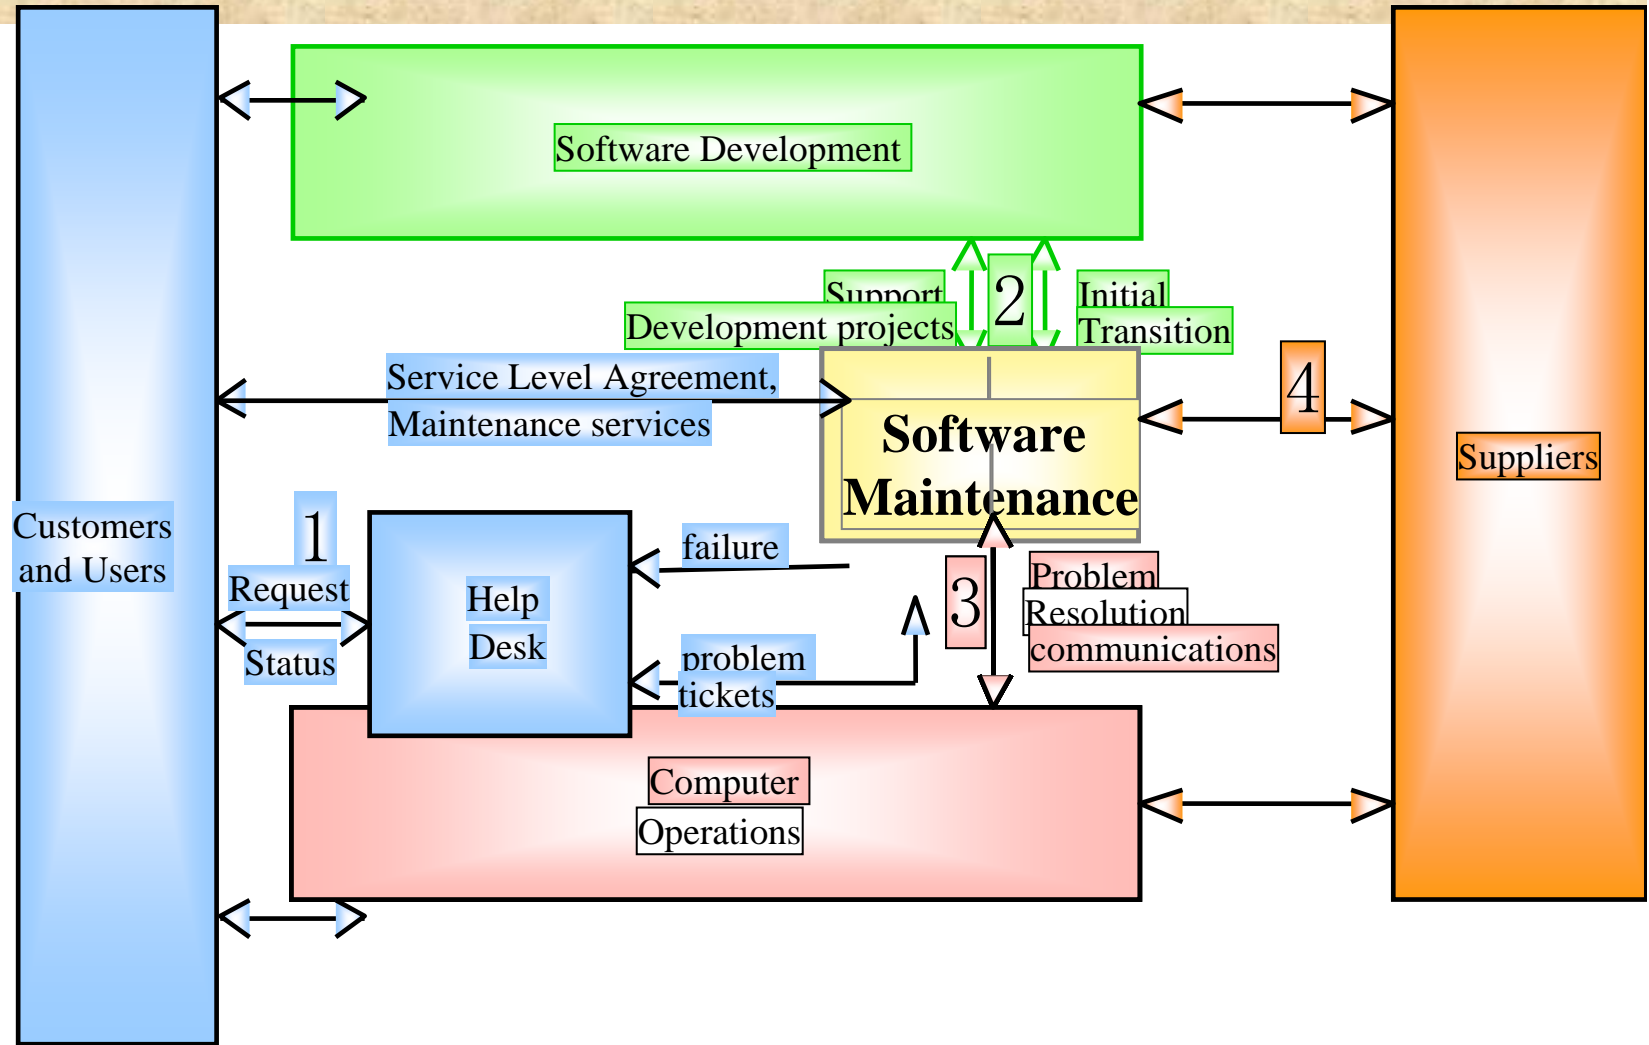 Software Development
Support
Development projects
2
Initial
Transition
Service Level Agreement,
Maintenance services
4
Software
Maintenance
Suppliers
Customers
and Users
1
Request
Status
Help
Desk
failure
problem
tickets
3
Problem
Resolution
communications
Computer
Operations